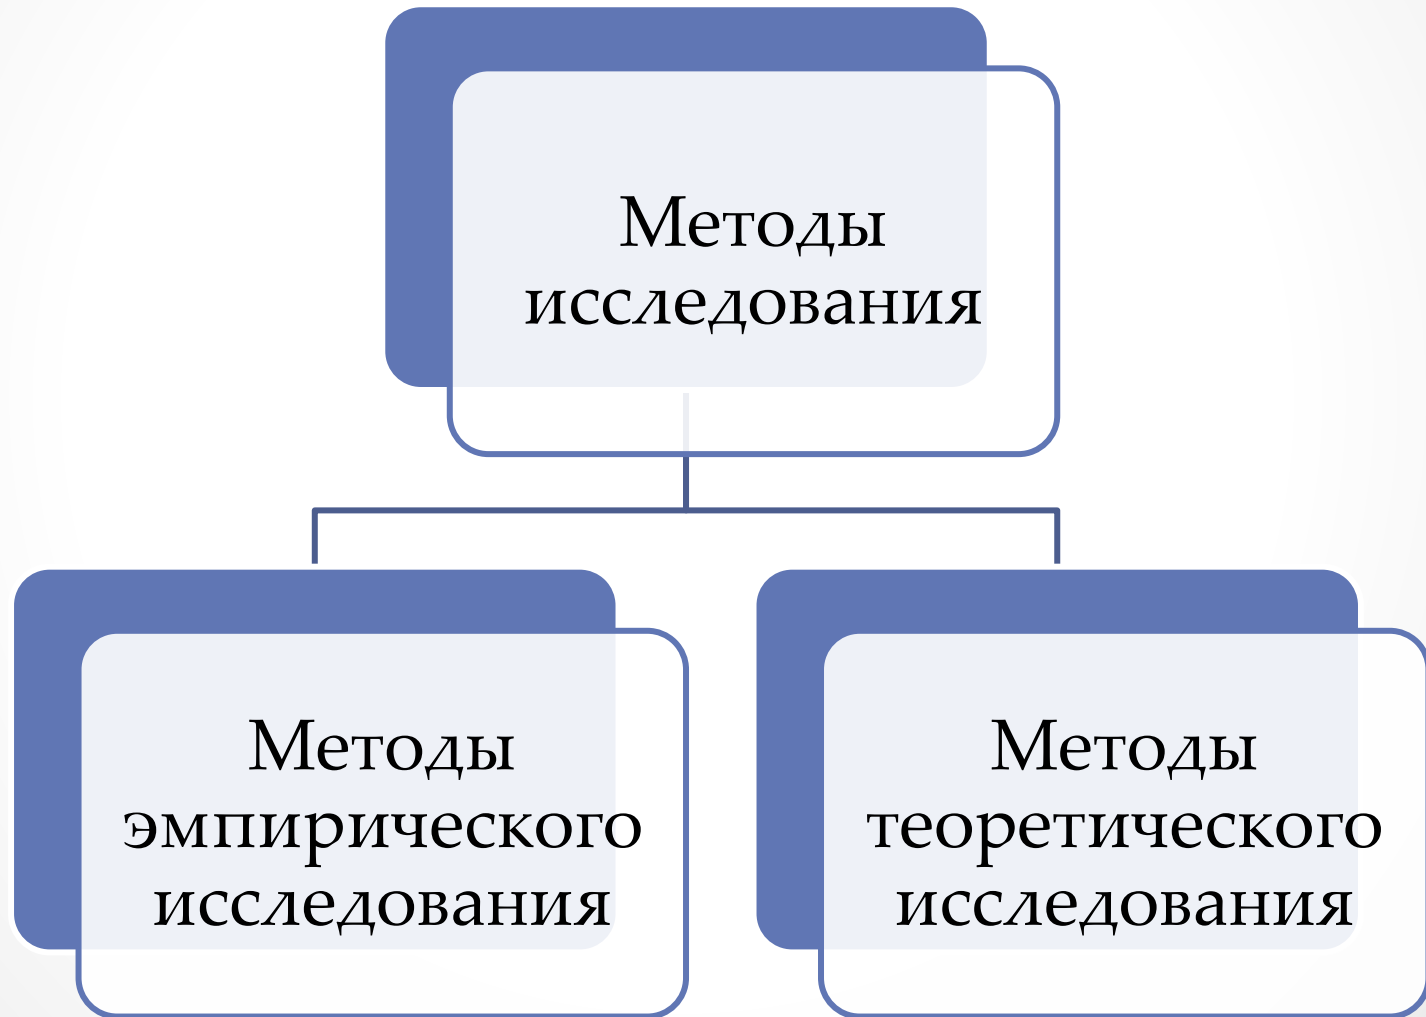 Методы
исследования
Методы
эмпирического
исследования
Методы
теоретического
исследования